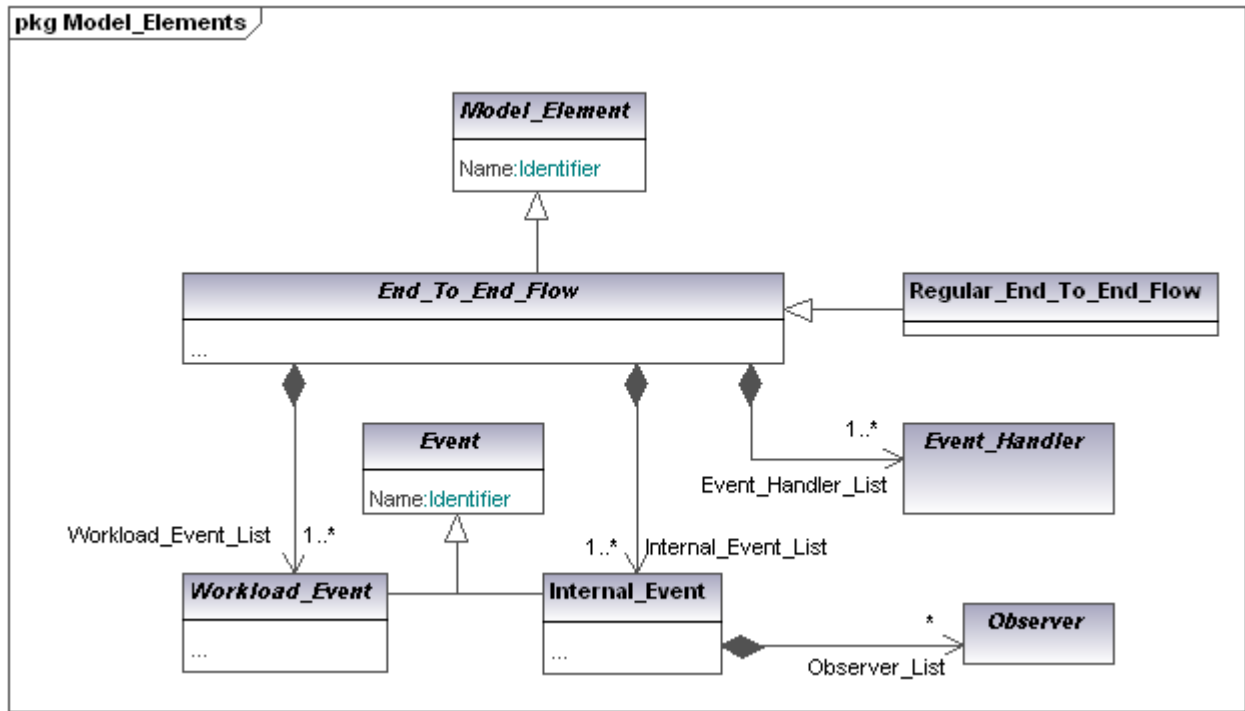 pkg Model_Elements
Model_Element
Name:Identifier
End_To_End_Flow
...
Regular_End_To_End_Flow
Event
Name:Identifier
1..*
Event_Handler
Event_Handler_List
Workload_Event_List
1..*
1..*
Internal_Event_List
Workload_Event
...
Internal_Event
...
*
Observer
Observer_List